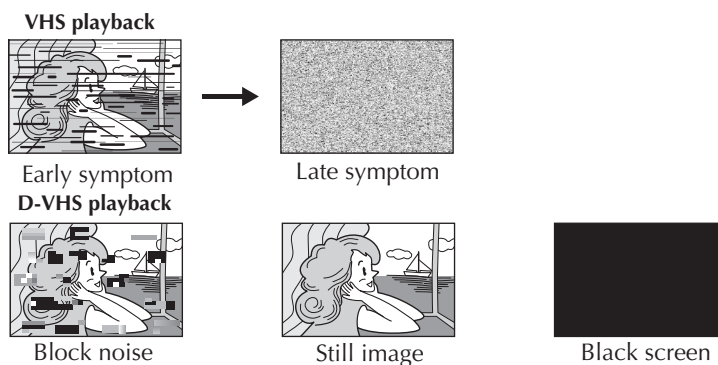 VHS playback
Early symptom
Late symptom
D-VHS playback
Block noise
Still image
Black screen